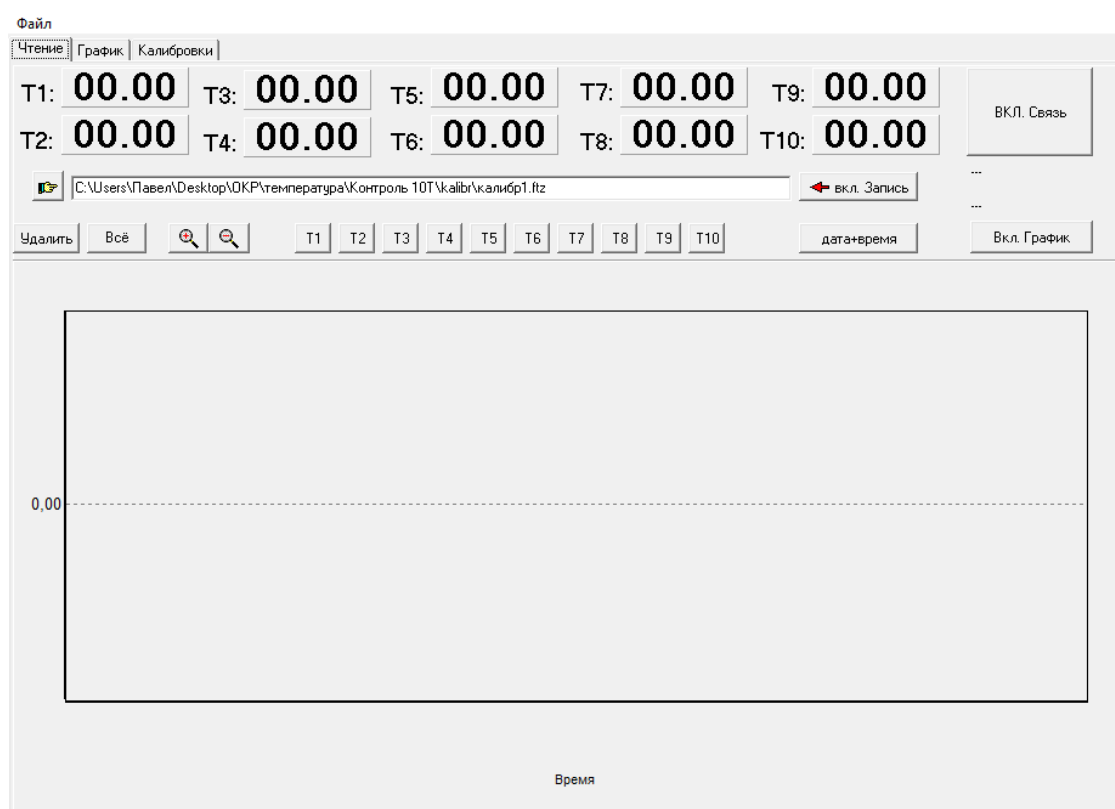 Файл
Чтение График Калибровки
T1: 00.00 T3: 00.00 T5: 00.00 T7: 00.00 T9: 00.00 ВКЛ. Связь
T2: 00.00 T4: 00.00 T6: 00.00 T8: 00.00 T10: 00.00
C:\Users\Павел\Desktop\ОКР\температура\Контроль 10Т\kalibr\калибр1.ftz вкл. Запись ---
---
Удалить Всё T1 T2 T3 T4 T5 T6 T7 T8 T9 T10 дата+время Вкл. График
0,00
Время